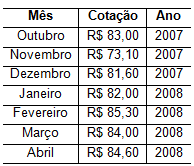 Mês Cotação Ano
Outubro R$ 83,00 2007
Novembro R$ 73,10 2007
Dezembro R$ 81,60 2007
Janeiro R$ 82,00 2008
Fevereiro R$ 85,30 2008
Março R$ 84,00 2008
Abril R$ 84,60 2008